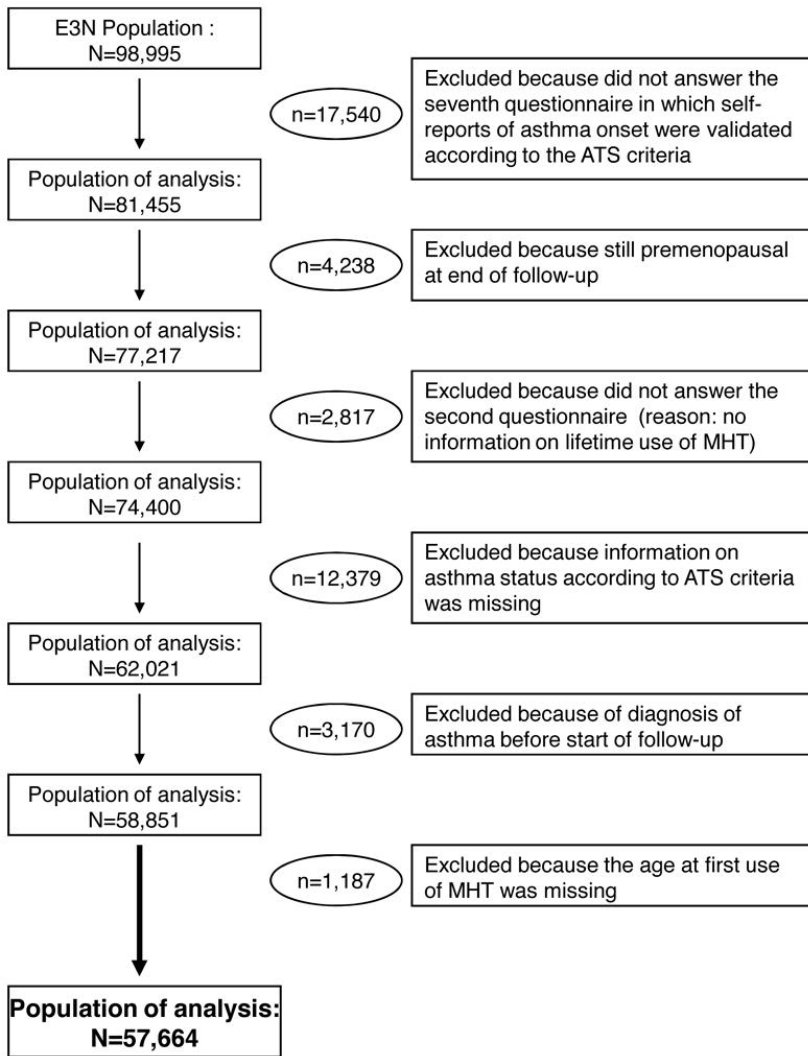 E3N Population :
N=98,995
n=17,540
Excluded because did not answer the
seventh questionnaire in which self-
reports of asthma onset were validated
according to the ATS criteria
Population of analysis:
N=81,455
n=4,238
Excluded because still premenopausal
at end of follow-up
Population of analysis:
N=77,217
n=2,817
Excluded because did not answer the
second questionnaire (reason: no
information on lifetime use of MHT)
Population of analysis:
N=74,400
n=12,379
Excluded because information on
asthma status according to ATS criteria
was missing
Population of analysis:
N=62,021
n=3,170
Excluded because of diagnosis of
asthma before start of follow-up
Population of analysis:
N=58,851
n=1,187
Excluded because the age at first use
of MHT was missing
Population of analysis:
N=57,664